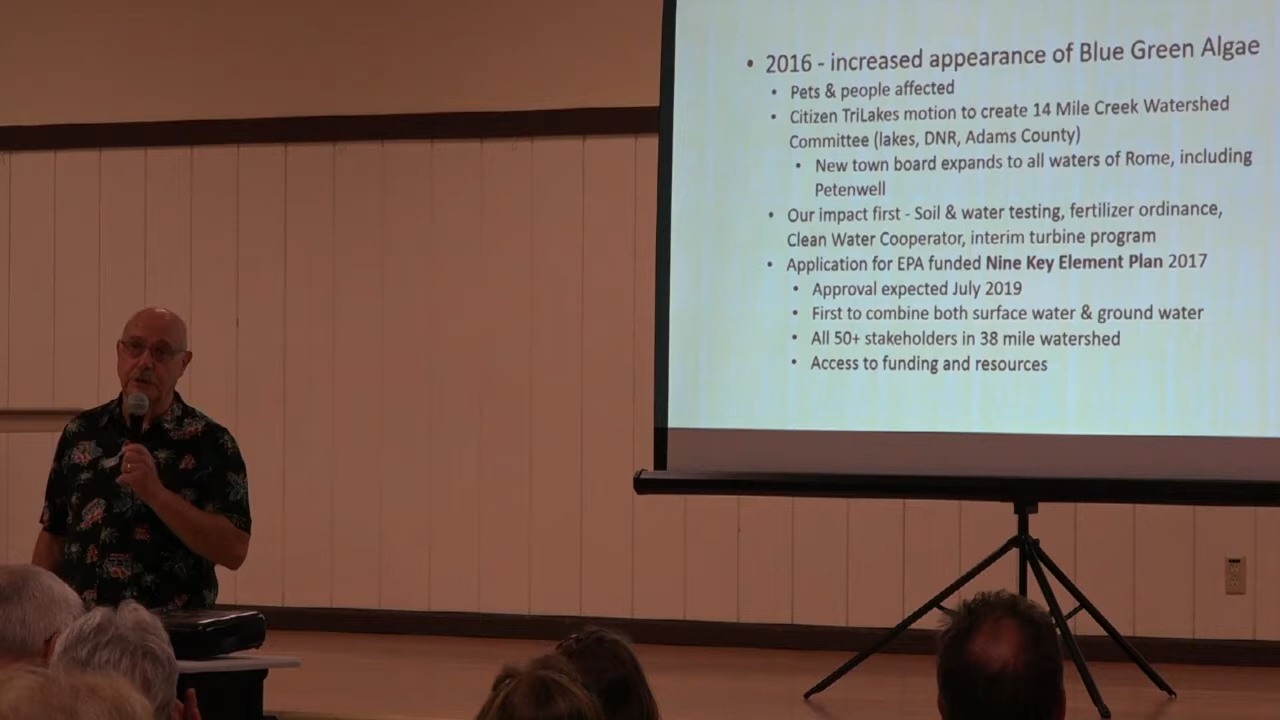 • 2016 - increased appearance of Blue Green Algae
• Pets & people affected
• Citizen TriLakes motion to create 14 Mile Creek Watershed
Committee (lakes, DNR, Adams County)
• New town board expands to all waters of Rome, including
Petenwell
• Our impact first - Soil & water testing, fertilizer ordinance,
Clean Water Cooperator, interim turbine program
• Application for EPA funded Nine Key Element Plan 2017
• Approval expected July 2019
• First to combine both surface water & ground water
• All 50+ stakeholders in 38 mile watershed
• Access to funding and resources